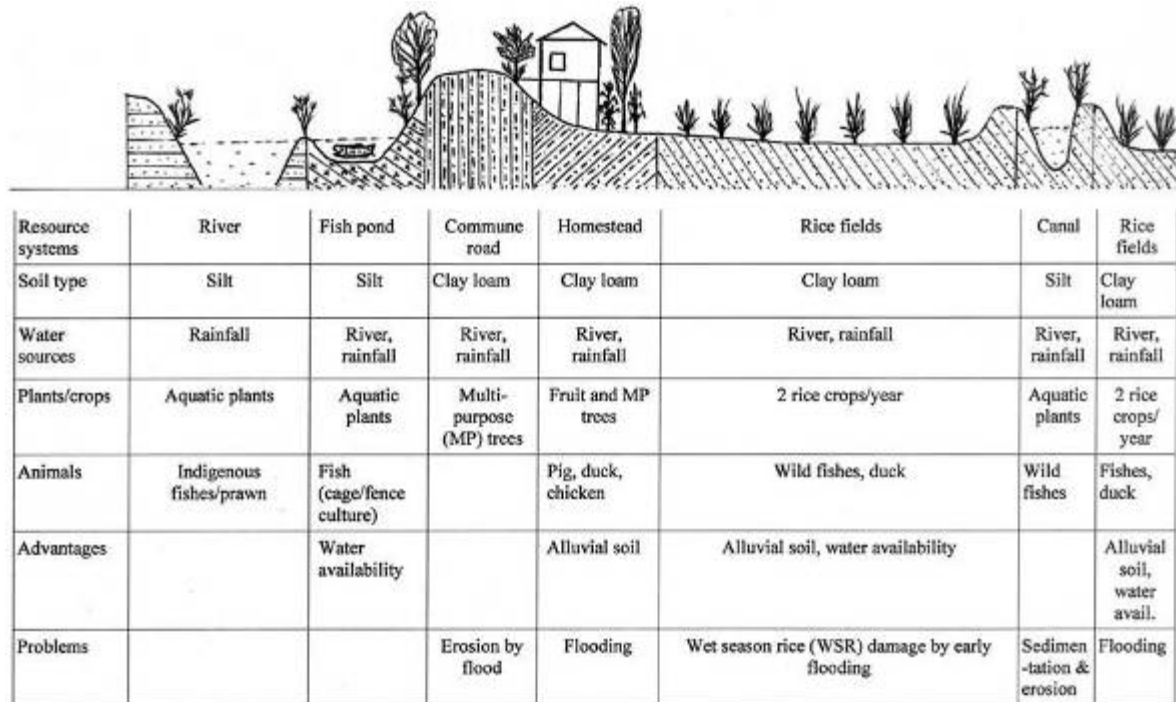 Resource systems
River
Fish pond
Commune road
Homestead
Rice fields
Canal
Rice fields
Soil type
Silt
Silt
Clay loam
Clay loam
Clay loam
Silt
Clay loam
Water sources
Rainfall
River, rainfall
River, rainfall
River, rainfall
River, rainfall
River, rainfall
River, rainfall
Plants/crops
Aquatic plants
Aquatic plants
Multi-purpose (MP) trees
Fruit and MP trees
2 rice crops/year
Aquatic plants
2 rice crops/ year
Animals
Indigenous fishes/prawn
Fish (cage/fence culture)
Pig, duck, chicken
Wild fishes, duck
Wild fishes
Fishes, duck
Advantages
Water availability
Alluvial soil
Alluvial soil, water availability
Alluvial soil, water avail.
Problems
Erosion by flood
Flooding
Wet season rice (WSR) damage by early flooding
Sedimen -tation & erosion
Flooding